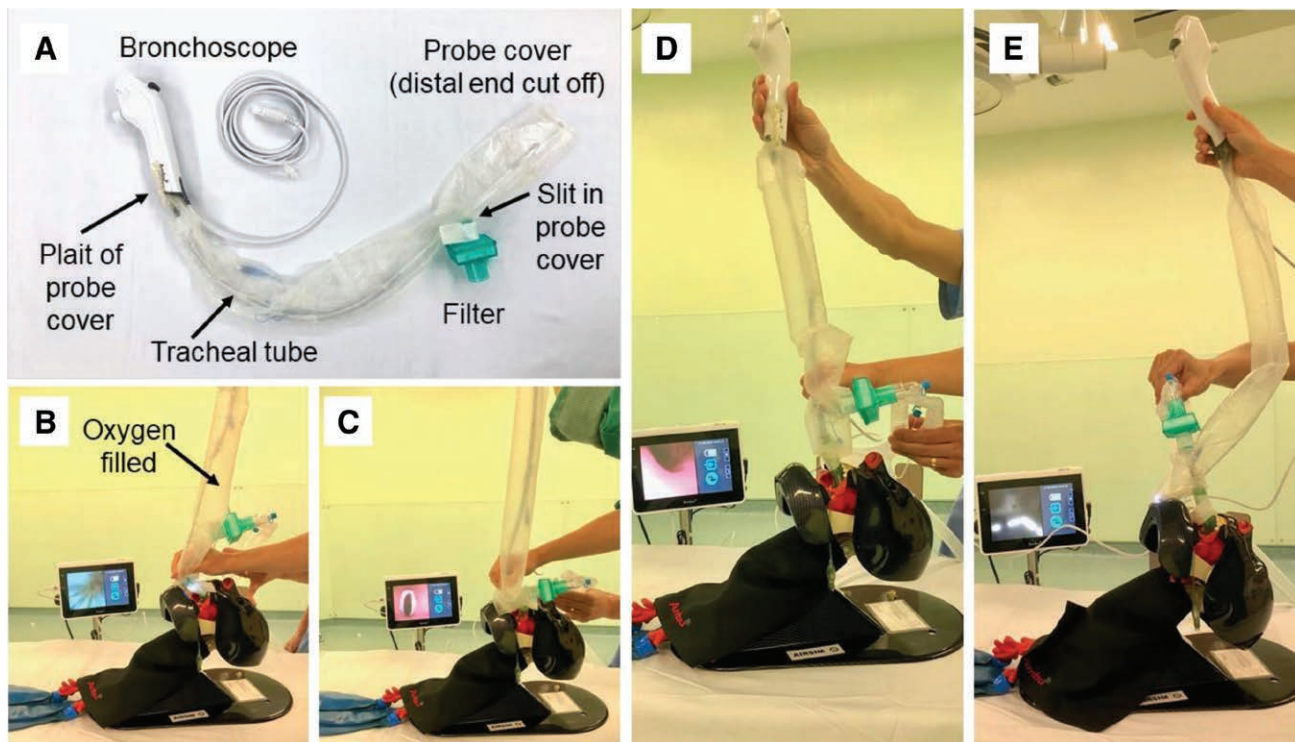 A
Bronchoscope
Probe cover
(distal end cut off)
Plait of
probe
cover
Tracheal tube
Slit in
probe
cover
Filter
B
Oxygen
filled
C
D
AIRSIM
E
AIRSIM